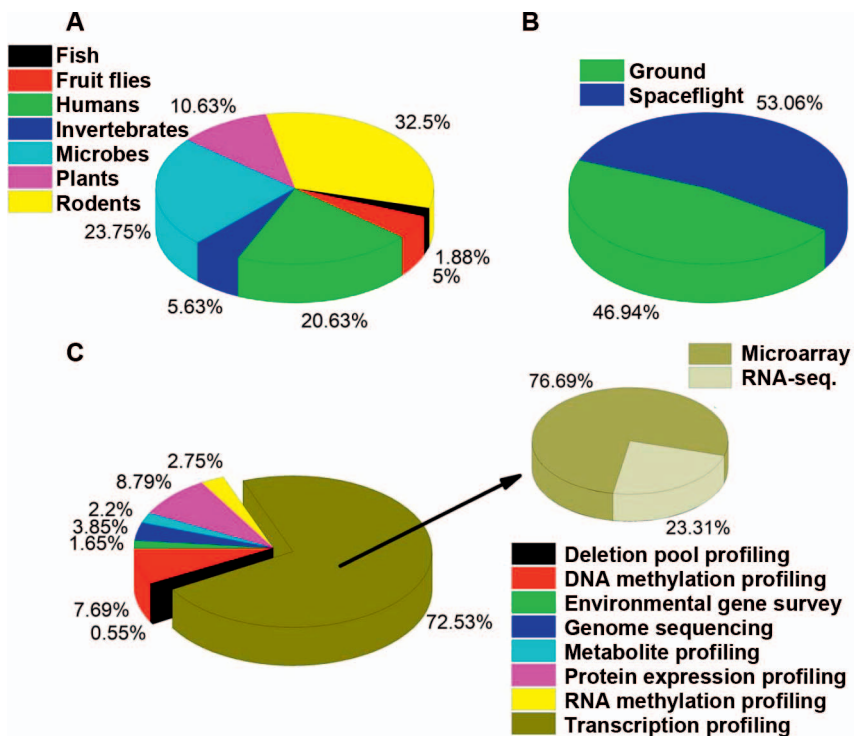 A
Fish
Fruit flies
Humans
Invertebrates
Microbes
Plants
Rodents
10.63%
32.5%
23.75%
1.88%
5%
5.63%
20.63%
B
Ground
Spaceflight
53.06%
46.94%
C
2.75%
8.79%
2.2%
3.85%
1.65%
7.69%
0.55%
72.53%
Microarray
RNA-seq.
76.69%
23.31%
Deletion pool profiling
DNA methylation profiling
Environmental gene survey
Genome sequencing
Metabolite profiling
Protein expression profiling
RNA methylation profiling
Transcription profiling